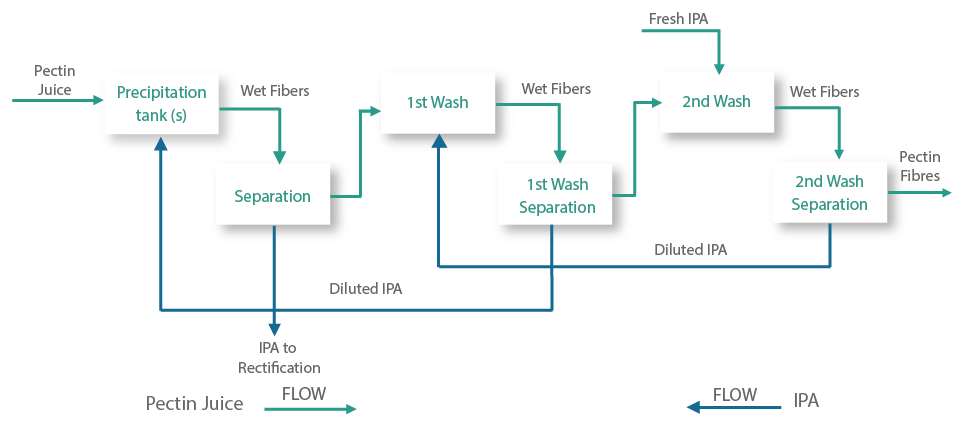 Fresh IPA
Pectin
Juice
Precipitation
tank (s)
Wet Fibers
1st Wash
Wet Fibers
2nd Wash
Wet Fibers
Separation
1st Wash
Separation
2nd Wash
Separation
Pectin
Fibres
Diluted IPA
Diluted IPA
IPA to
Rectification
Pectin Juice
FLOW
FLOW
IPA